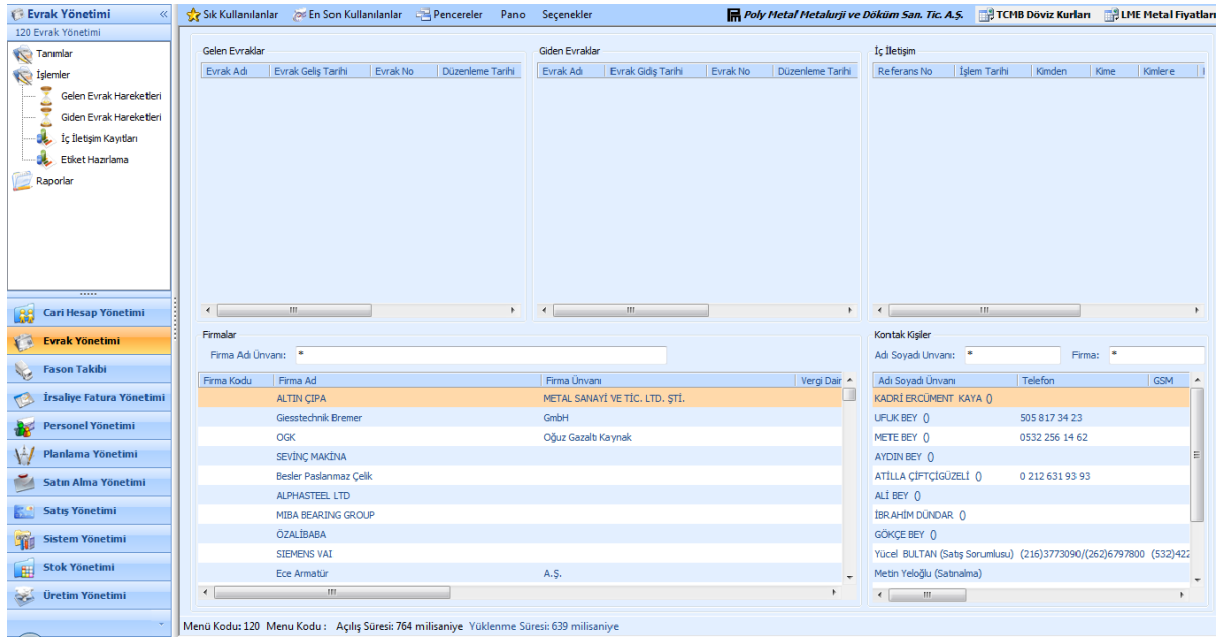 Evrak Yönetimi «
120 Evrak Yönetimi
Tanımlar
İşlemler
Gelen Evrak Hareketleri
Giden Evrak Hareketleri
İç İletişim Kayıtları
Etiket Hazırlama
Raporlar
Cari Hesap Yönetimi
Evrak Yönetimi
Fason Takibi
İrsaliye Fatura Yönetimi
Personel Yönetimi
Planlama Yönetimi
Satın Alma Yönetimi
Satış Yönetimi
Sistem Yönetimi
Stok Yönetimi
Üretim Yönetimi
Sık Kullanılanlar En Son Kullanılanlar Pencereler Pano Seçenekler Poly Metal Metalurji ve Döküm San. Tic. A.Ş. TCMB Döviz Kurları LME Metal Fiyatları
Gelen Evraklar
Evrak Adı Evrak Geliş Tarihi Evrak No Düzenleme Tarihi
Giden Evraklar
Evrak Adı Evrak Gidiş Tarihi Evrak No Düzenleme Tarihi
İç İletişim
Referans No İşlem Tarihi Kimden Kime Kimlere
Firmalar
Firma Adı Ünvanı: *
Firma Kodu Firma Ad Firma Ünvanı Vergi Dair
ALTIN ÇIPA METAL SANAYİ VE TİC. LTD. ŞTİ.
Giesstechnik Bremer GmbH
OGK Oğuz Gazaltı Kaynak
SEVİNÇ MAKİNA
Besler Paslanmaz Çelik
ALPHASTEEL LTD
MIBA BEARING GROUP
ÖZALİBABA
SIEMENS VAI
Ece Armatür A.Ş.
Kontak Kişiler
Adı Soyadı Unvanı: * Firma: *
Adı Soyadı Ünvanı Telefon GSM
KADRİ ERCÜMENT KAYA ()
UFUK BEY () 505 817 34 23
METE BEY () 0532 256 14 62
AYDIN BEY ()
ATİLLA ÇİFTÇİGÜZELİ () 0 212 631 93 93
ALİ BEY ()
İBRAHİM DÜNDAR ()
GÖKÇE BEY ()
Yücel BULTAN (Satış Sorumlusu) (216)3773090/(262)6797800 (532)422
Metin Yeloğlu (Satınalma)
Menü Kodu: 120 Menu Kodu : Açılış Süresi: 764 milisaniye Yüklenme Süresi: 639 milisaniye